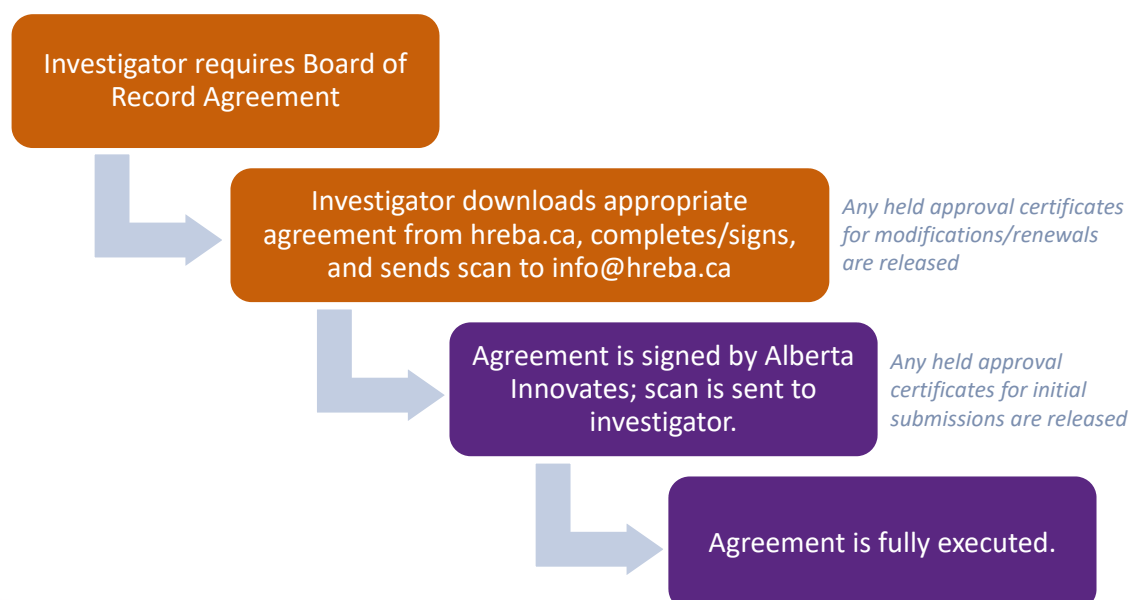 Investigator requires Board of
Record Agreement
Investigator downloads appropriate
agreement from hreba.ca, completes/signs,
and sends scan to info@hreba.ca
Any held approval certificates
for modifications/renewals
are released
Agreement is signed by Alberta
Innovates; scan is sent to
investigator.
Any held approval
certificates for initial
submissions are released
Agreement is fully executed.